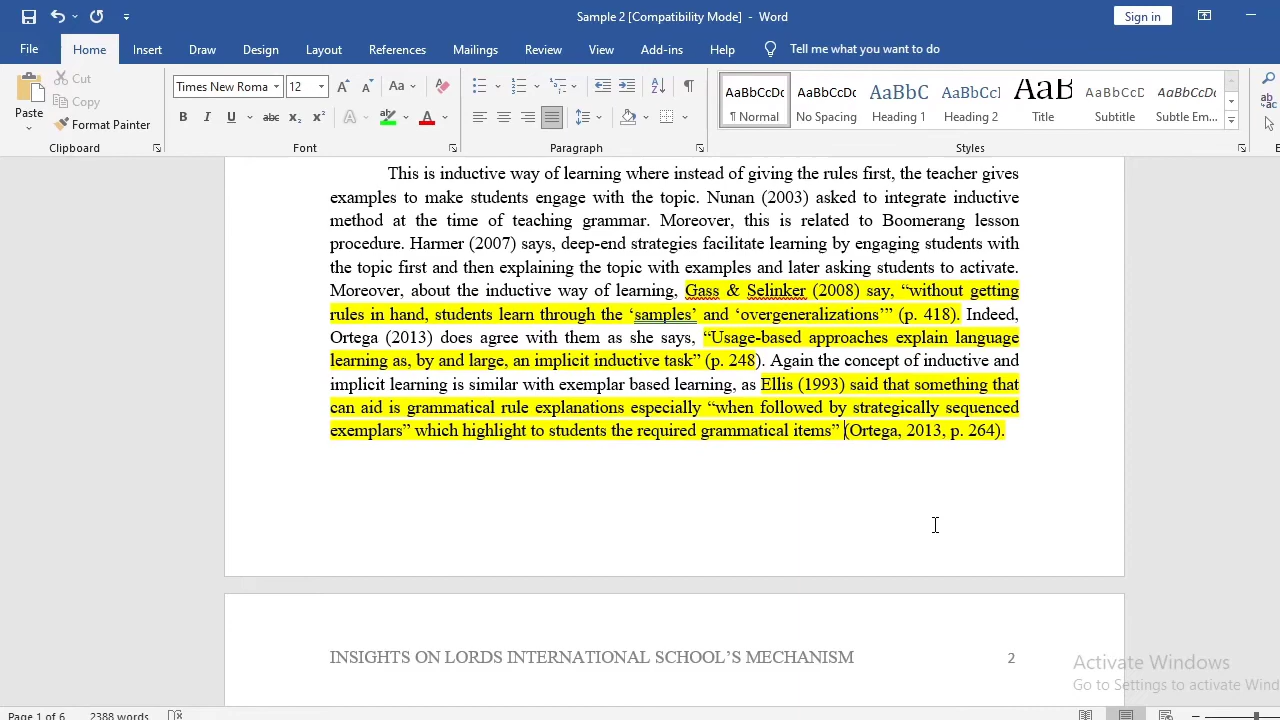 Sample 2 [Compatibility Mode] - Word
Sign in
File Home Insert Draw Design Layout References Mailings Review View Add-ins Help Tell me what you want to do
Paste
Cut
Copy
Format Painter
Clipboard
Times New Roma 12
Font
Paragraph
AaBbCcDc AaBbCcDc AaBbC AaBbCcI AaB AaBbCcD AaBbCcDc
¶ Normal No Spacing Heading 1 Heading 2 Title Subtitle Subtle Em...
Styles
This is inductive way of learning where instead of giving the rules first, the teacher gives
examples to make students engage with the topic. Nunan (2003) asked to integrate inductive
method at the time of teaching grammar. Moreover, this is related to Boomerang lesson
procedure. Harmer (2007) says, deep-end strategies facilitate learning by engaging students with
the topic first and then explaining the topic with examples and later asking students to activate.
Moreover, about the inductive way of learning, Gass & Selinker (2008) say, “without getting
rules in hand, students learn through the ‘samples’ and ‘overgeneralizations’” (p. 418). Indeed,
Ortega (2013) does agree with them as she says, “Usage-based approaches explain language
learning as, by and large, an implicit inductive task” (p. 248). Again the concept of inductive and
implicit learning is similar with exemplar based learning, as Ellis (1993) said that something that
can aid is grammatical rule explanations especially “when followed by strategically sequenced
exemplars” which highlight to students the required grammatical items” (Ortega, 2013, p. 264).
INSIGHTS ON LORDS INTERNATIONAL SCHOOL’S MECHANISM 2
Activate Windows
Go to Settings to activate Wind
Page 1 of 6 2388 words